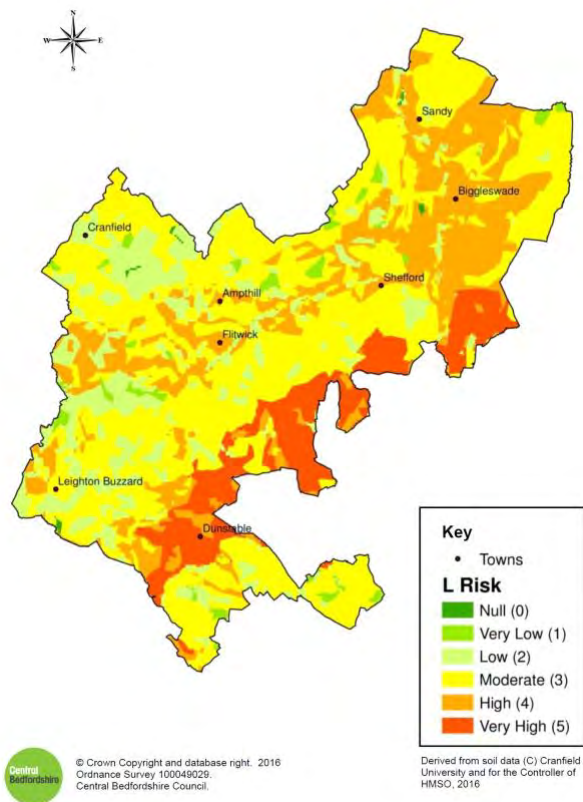 N
W E
S
Sandy
Biggleswade
Cranfield
Shefford
Ampthill
Flitwick
Leighton Buzzard
Dunstable
Key
Towns
L Risk
Null (0)
Very Low (1)
Low (2)
Moderate (3)
High (4)
Very High (5)
Central
Bedfordshire
© Crown Copyright and database right. 2016
Ordnance Survey 100049029.
Central Bedfordshire Council.
Derived from soil data (C) Cranfield
University and for the Controller of
HMSO, 2016